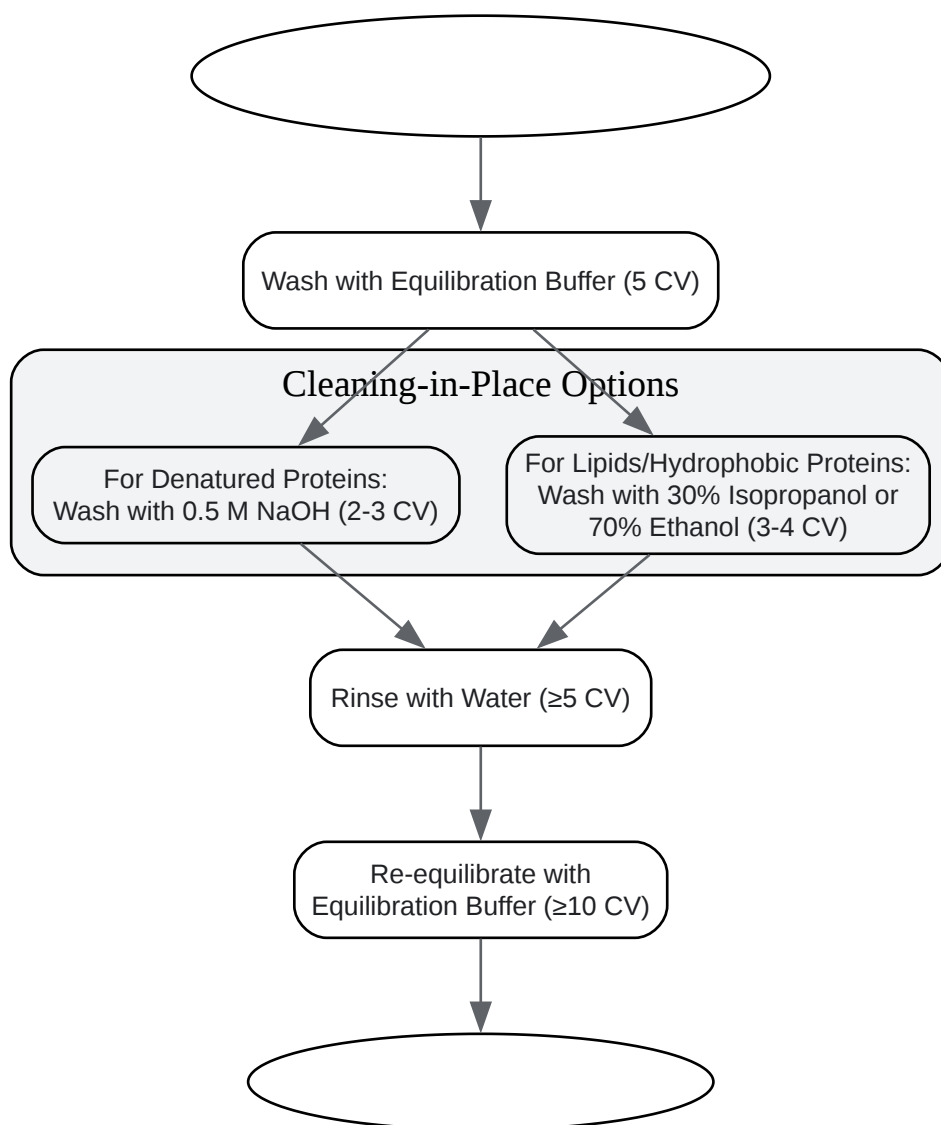 Wash with Equilibration Buffer (5 CV)
Cleaning-in-Place Options
For Denatured Proteins:
Wash with 0.5 M NaOH (2-3 CV)
For Lipids/Hydrophobic Proteins:
Wash with 30% Isopropanol or
70% Ethanol (3-4 CV)
Rinse with Water (≥5 CV)
Re-equilibrate with
Equilibration Buffer (≥10 CV)